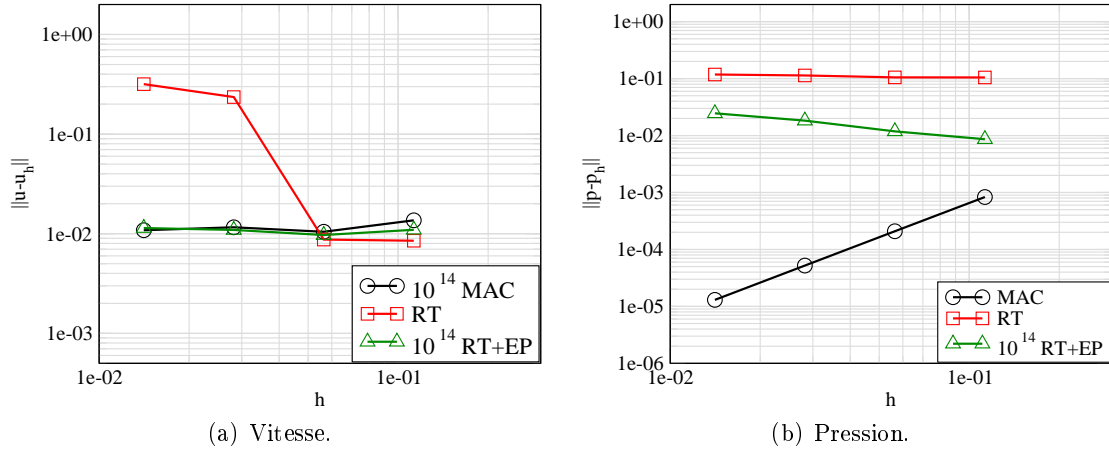 1e+00
1e-01
1e-02
1e-03
||u-u_h||
10^14 MAC
RT
10^14 RT+EP
1e-02
1e-01
h
(a) Vitesse.
1e+00
1e-01
1e-02
1e-03
1e-04
1e-05
1e-06
||p-p_h||
MAC
RT
10^14 RT+EP
1e-02
1e-01
h
(b) Pression.